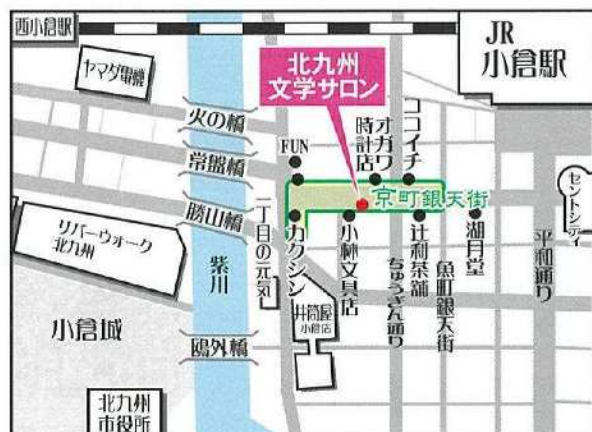 西小倉駅
JR
小倉駅
ヤマダ電機
北九州
文学サロン
火の橋
常盤橋
勝山橋
FUN
オガワ
時計店
ココイチ
京町銀天街
セントシティ
リバーウォーク
北九州
紫川
一丁目の元気
カクシン
小林文具店
ちゅうぎん通り
辻利茶舗
魚町銀天街
湖月堂
平和通り
井筒屋
小倉店
小倉城
鴎外橋
北九州
市役所